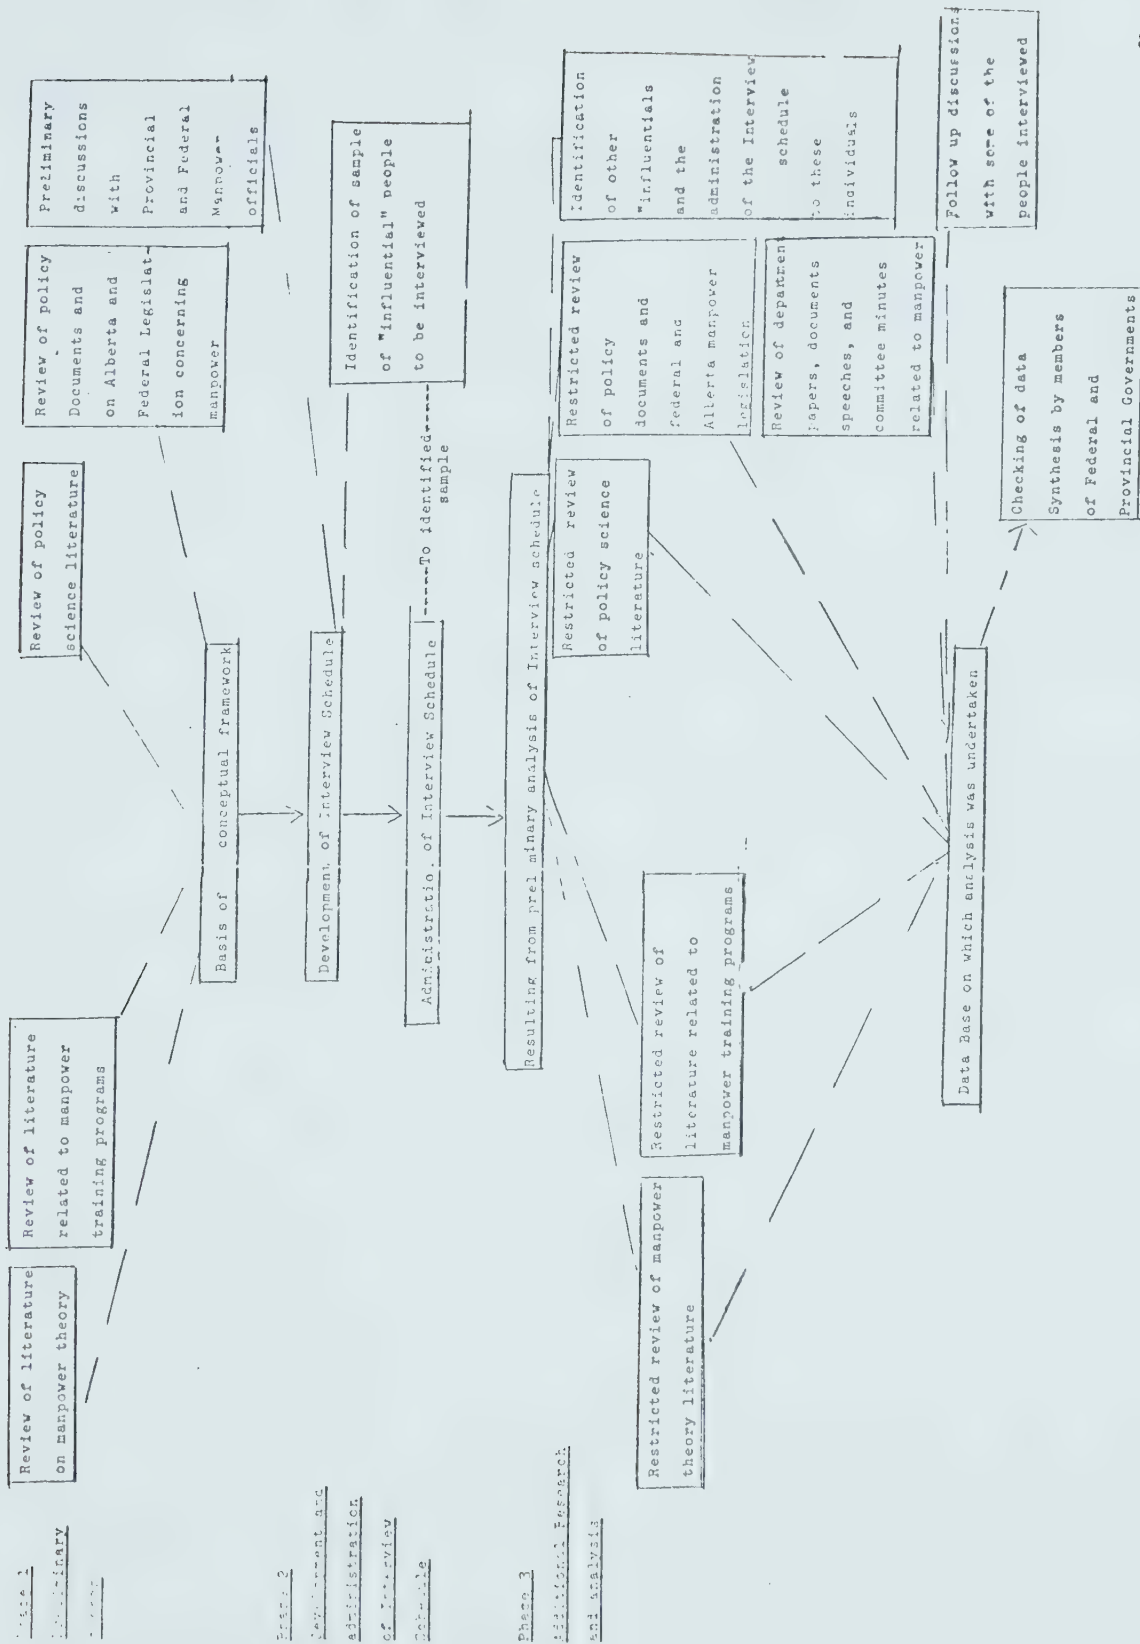 Phase 1
Review of literature
on manpower theory
Review of literature
related to manpower
training programs
Review of policy
science literature
Review of policy
Documents and
on Alberta and
Federal Legislat-
ion concerning
manpower
Preliminary
discussions
with
Provincial
and Federal
Manpower
officials
Basis of conceptual framework
Phase 2
administration
of Interview
Development of Interview Schedule
Identification of sample
of "influential" people
to be interviewed
Administratio. of Interview Schedule
-----To identified-----
sample
Phase 3
Additional Research
and analysis
Resulting from prel minary analysis of Interview schedule
Restricted review of manpower
theory literature
Restricted review of
literature related to
manpower training programs
Restricted review
of policy science
literature
Restricted review
of policy
documents and
Federal and
Alberta manpower
legislation
Identification
of other
"influentials
and the
administration
of the Interview
schedule
to these
individuals
Review of departmen
Papers, documents
speeches, and
committee minutes
related to manpower
Follow up discussions
with some of the
people interviewed
Data Base on which analysis was undertaken
Checking of data
Synthesis by members
of Federal and
Provincial Governments